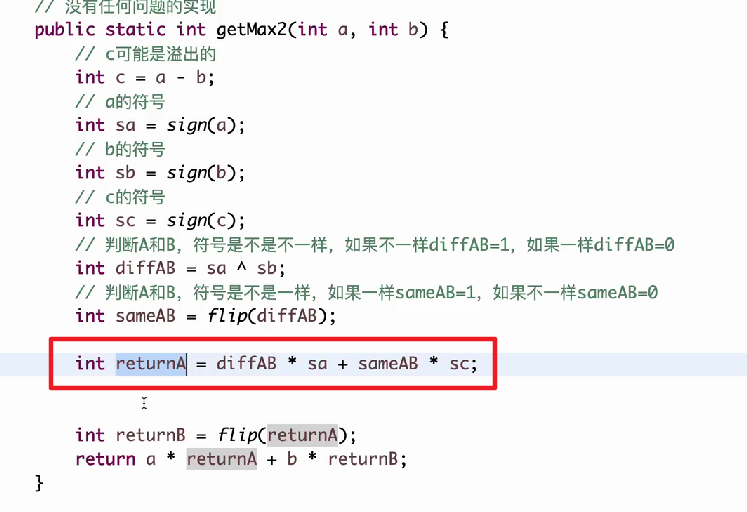 // 没有任何问题的实现
public static int getMax2(int a, int b) {
// c可能是溢出的
int c = a - b;
// a的符号
int sa = sign(a);
// b的符号
int sb = sign(b);
// c的符号
int sc = sign(c);
// 判断A和B，符号是不是不一样，如果不一样diffAB=1，如果一样diffAB=0
int diffAB = sa ^ sb;
// 判断A和B，符号是不是一样，如果一样sameAB=1，如果不一样sameAB=0
int sameAB = flip(diffAB);
int returnA = diffAB * sa + sameAB * sc;
int returnB = flip(returnA);
return a * returnA + b * returnB;
}